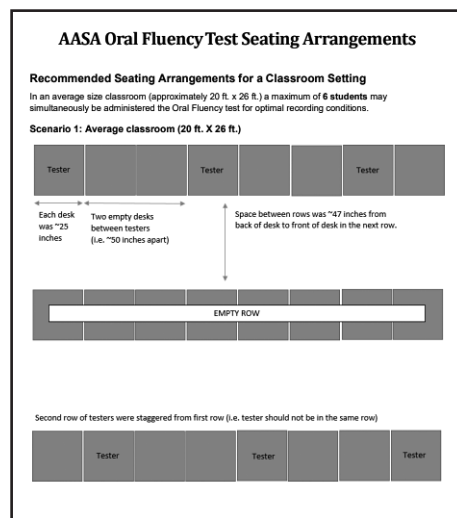 AASA Oral Fluency Test Seating Arrangements
Recommended Seating Arrangements for a Classroom Setting
In an average size classroom (approximately 20 ft. x 26 ft.) a maximum of 6 students may
simultaneously be administered the Oral Fluency test for optimal recording conditions.
Scenario 1: Average classroom (20 ft. X 26 ft.)
Tester Tester Tester
Each desk
was ~25
inches
Two empty desks
between testers
(i.e. ~50 inches apart)
Space between rows was ~47 inches from
back of desk to front of desk in the next row.
EMPTY ROW
Second row of testers were staggered from first row (i.e. tester should not be in the same row)
Tester Tester Tester